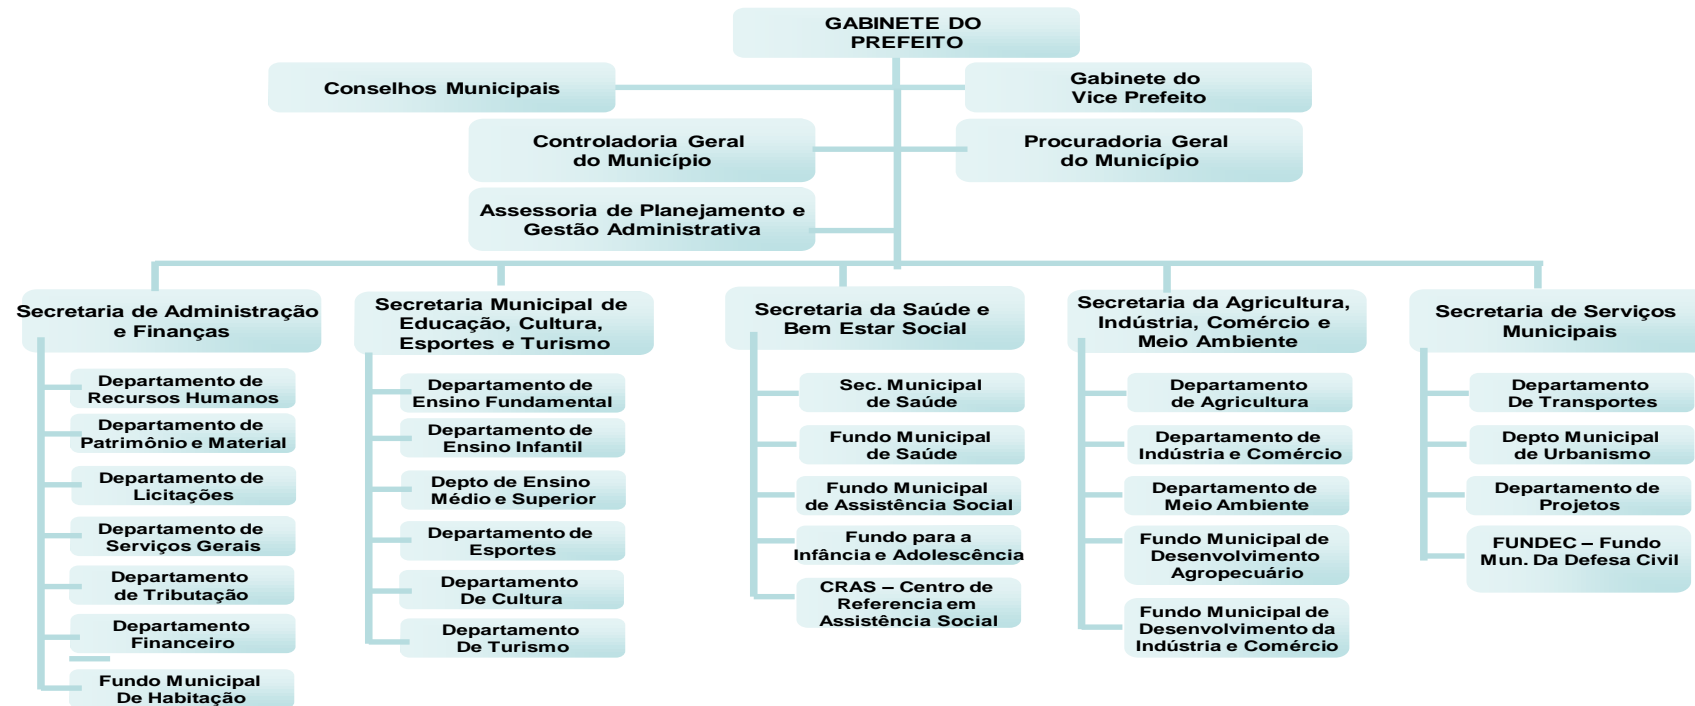 GABINETE DO
PREFEITO
Conselhos Municipais
Gabinete do
Vice Prefeito
Controladoria Geral
do Município
Procuradoria Geral
do Município
Assessoria de Planejamento e
Gestão Administrativa
Secretaria de Administração
e Finanças
Departamento de
Recursos Humanos
Departamento de
Patrimônio e Material
Departamento de
Licitações
Departamento de
Serviços Gerais
Departamento
de Tributação
Departamento
Financeiro
Fundo Municipal
De Habitação
Secretaria Municipal de
Educação, Cultura,
Esportes e Turismo
Departamento de
Ensino Fundamental
Departamento de
Ensino Infantil
Depto de Ensino
Médio e Superior
Departamento de
Esportes
Departamento
De Cultura
Departamento
De Turismo
Secretaria da Saúde e
Bem Estar Social
Sec. Municipal
de Saúde
Fundo Municipal
de Saúde
Fundo Municipal
de Assistência Social
Fundo para a
Infância e Adolescência
CRAS – Centro de
Referencia em
Assistência Social
Secretaria da Agricultura,
Indústria, Comércio e
Meio Ambiente
Departamento
de Agricultura
Departamento de
Indústria e Comércio
Departamento de
Meio Ambiente
Fundo Municipal de
Desenvolvimento
Agropecuário
Fundo Municipal de
Desenvolvimento da
Indústria e Comércio
Secretaria de Serviços
Municipais
Departamento
De Transportes
Depto Municipal
de Urbanismo
Departamento de
Projetos
FUNDEC – Fundo
Mun. Da Defesa Civil